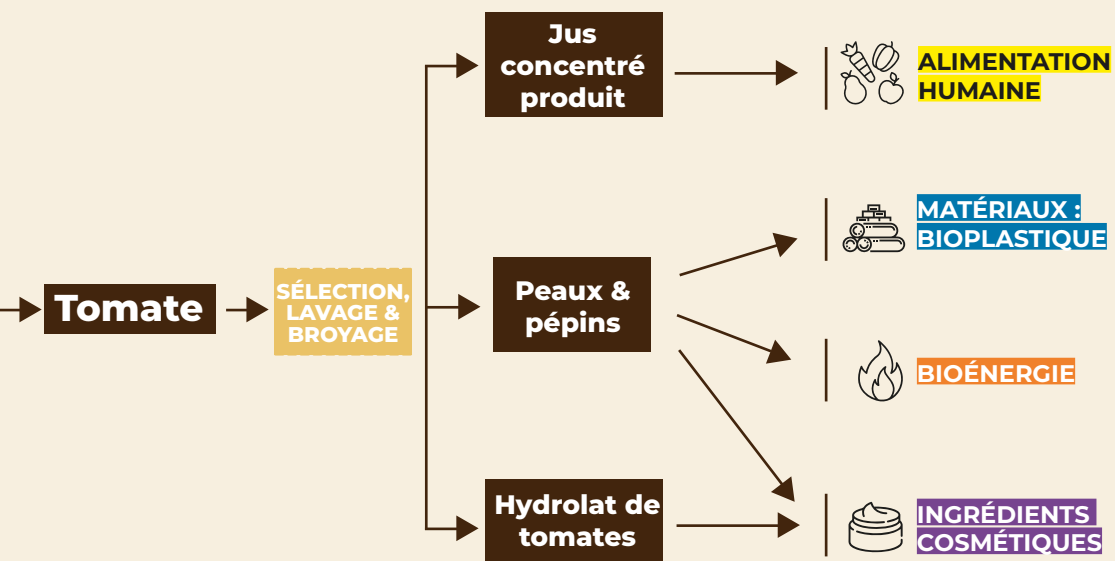 Tomate
SÉLECTION,
LAVAGE &
BROYAGE
Jus
concentré
produit
Peaux &
pépins
Hydrolat de
tomates
ALIMENTATION
HUMAINE
MATÉRIAUX :
BIOPLASTIQUE
BIOÉNERGIE
INGRÉDIENTS
COSMÉTIQUES